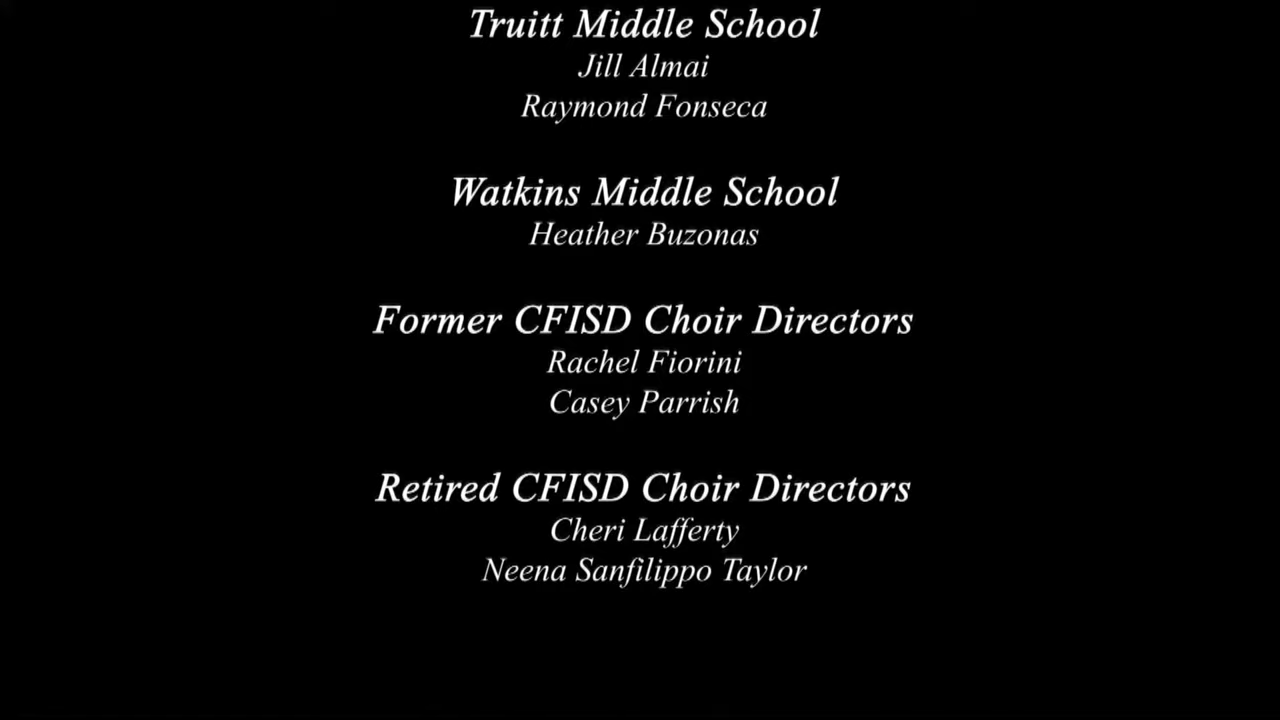 Truitt Middle School
Jill Almai
Raymond Fonseca
Watkins Middle School
Heather Buzonas
Former CFISD Choir Directors
Rachel Fiorini
Casey Parrish
Retired CFISD Choir Directors
Cheri Lafferty
Neena Sanfilippo Taylor